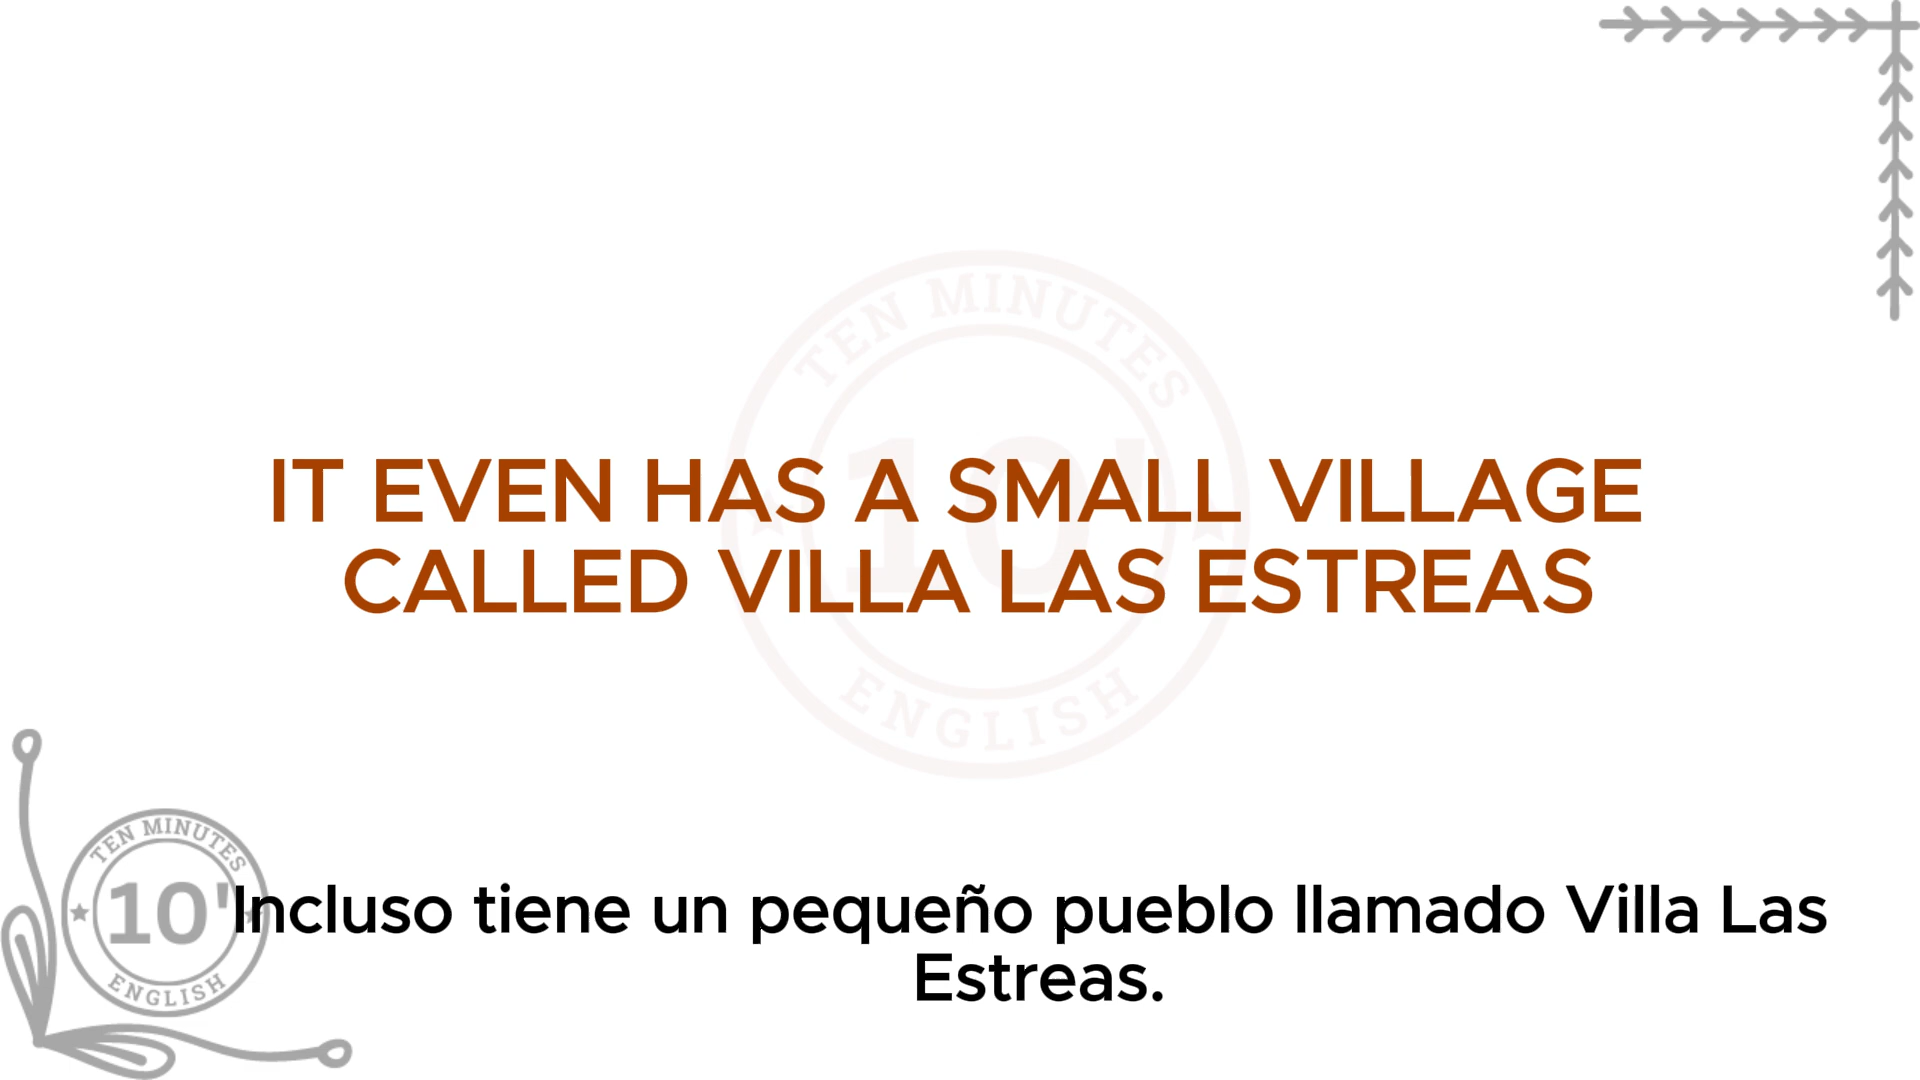 TEN MINUTES
10'
ENGLISH
IT EVEN HAS A SMALL VILLAGE
CALLED VILLA LAS ESTREAS
TEN MINUTES
10'
ENGLISH
Incluso tiene un pequeño pueblo llamado Villa Las
Estreas.